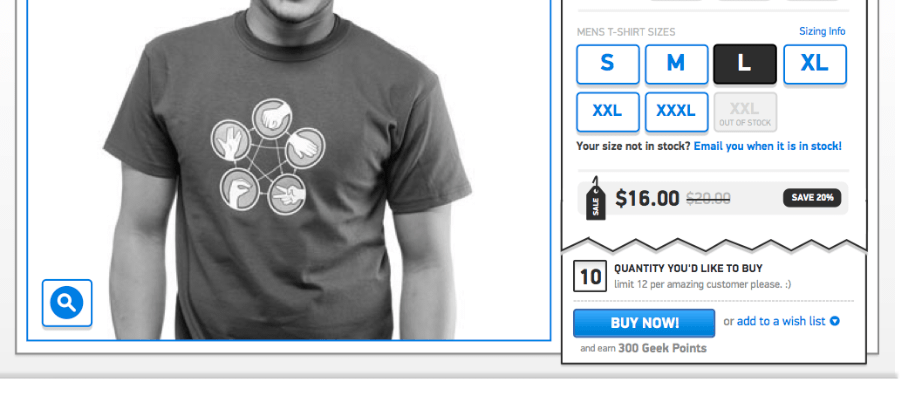 MENS T-SHIRT SIZES
Sizing Info
S
M
L
XL
XXL
XXXL
XXL
OUT OF STOCK
Your size not in stock? Email you when it is in stock!
SALE
$16.00 $20.00
SAVE 20%
10
QUANTITY YOU'D LIKE TO BUY
limit 12 per amazing customer please. :)
BUY NOW!
or add to a wish list
and earn 300 Geek Points